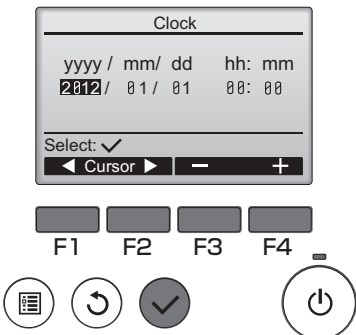 Clock
yyyy / mm/ dd hh: mm
2012 / 01 / 01 00: 00
Select: ✓
◀ Cursor ▶ − +
F1 F2 F3 F4